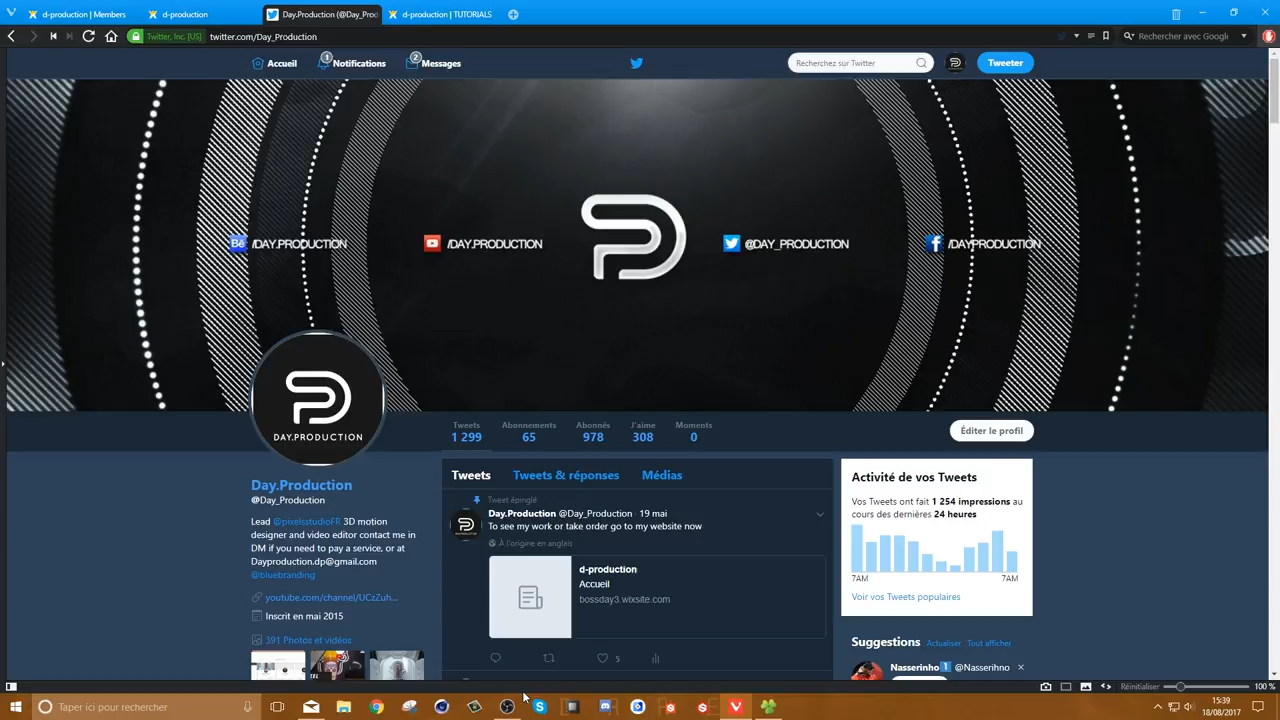 d-production | Members
d-production
Day.Production (@Day_Prod
d-production | TUTORIALS
Twitter, Inc. [US]
twitter.com/Day_Production
Rechercher avec Google
Accueil
1
Notifications
2
Messages
Recherchez sur Twitter
Tweeter
Bē /DAY.PRODUCTION
/DAY.PRODUCTION
@DAY_PRODUCTION
/DAYPRODUCTION
DAY.PRODUCTION
Tweets
1 299
Abonnements
65
Abonnés
978
J'aime
308
Moments
0
Éditer le profil
Day.Production
@Day_Production
Lead @pixelsstudioFR 3D motion
designer and video editor contact me in
DM if you need to pay a service, or at
Dayproduction.dp@gmail.com
@bluebranding
youtube.com/channel/UCzZuh...
Inscrit en mai 2015
391 Photos et vidéos
Tweets
Tweets & réponses
Médias
Tweet épinglé
Day.Production @Day_Production · 19 mai
To see my work or take order go to my website now
À l'origine en anglais
d-production
Accueil
bossday3.wixsite.com
5
Activité de vos Tweets
Vos Tweets ont fait 1 254 impressions au
cours des dernières 24 heures
7AM
7AM
Voir vos Tweets populaires
Suggestions
Actualiser · Tout afficher
Nasserinho 1 @Nasserihno
Réinitialiser
100 %
Taper ici pour rechercher
15:39
18/08/2017